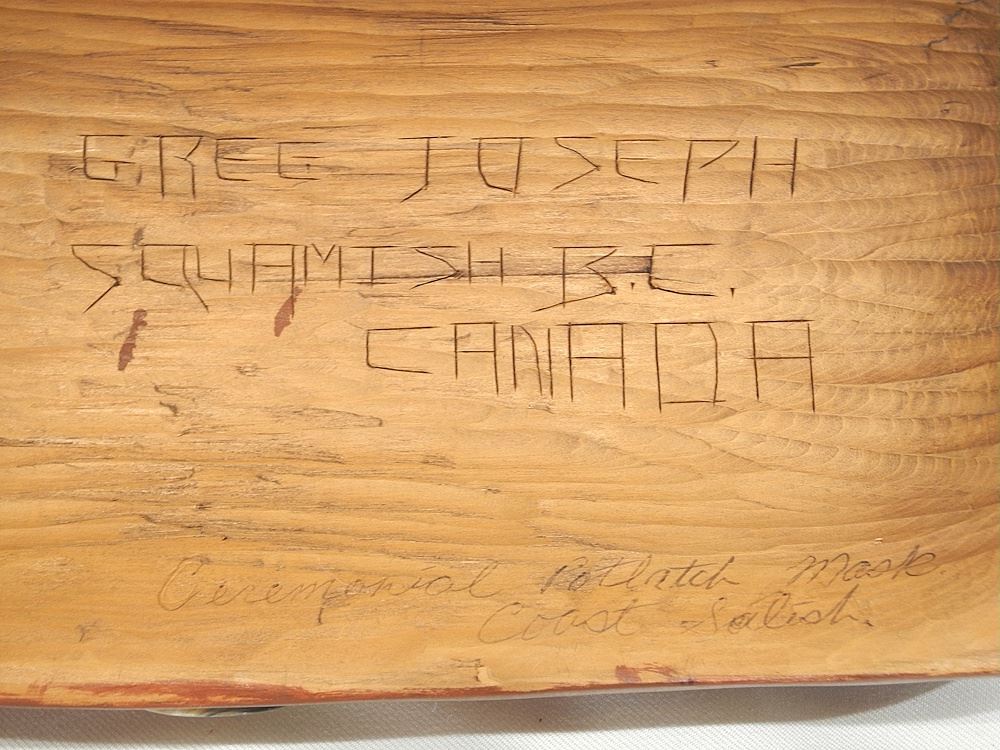 GREG JOSEPH
SQUAMISH B.C.
CANADA
Ceremonial Potlatch Mask.
Coast Salish.